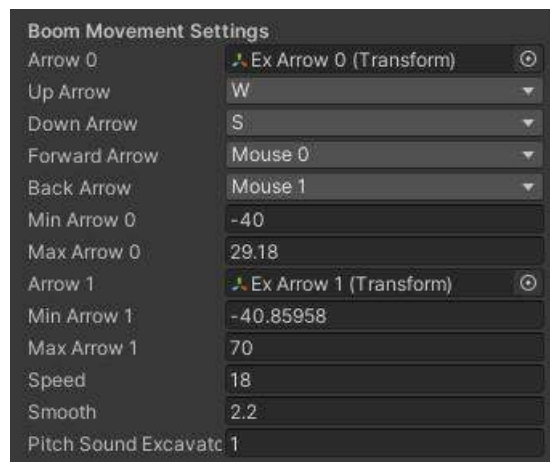 Boom Movement Settings
Arrow 0 Ex Arrow 0 (Transform)
Up Arrow W
Down Arrow S
Forward Arrow Mouse 0
Back Arrow Mouse 1
Min Arrow 0 -40
Max Arrow 0 29.18
Arrow 1 Ex Arrow 1 (Transform)
Min Arrow 1 -40.85958
Max Arrow 1 70
Speed 18
Smooth 2.2
Pitch Sound Excavatc 1